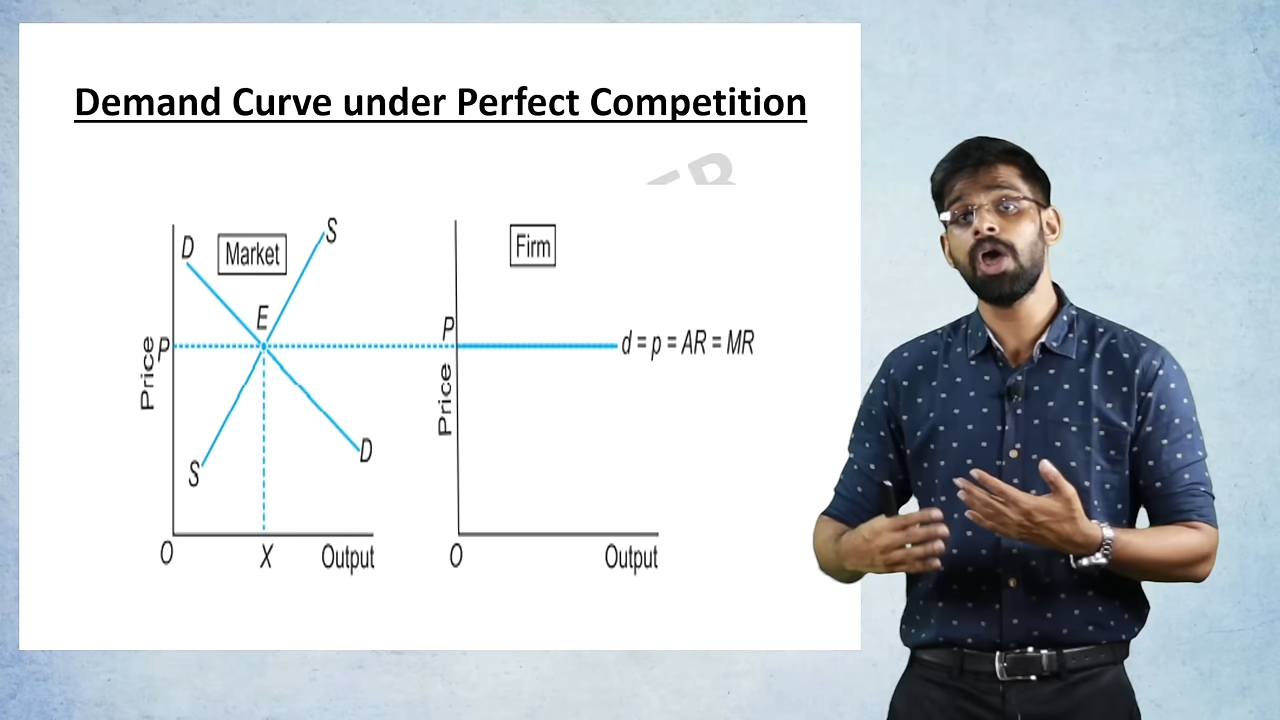 Demand Curve under Perfect Competition
D
Market
S
E
P
Price
S
D
O
X
Output
Firm
P
d = p = AR = MR
Price
O
Output